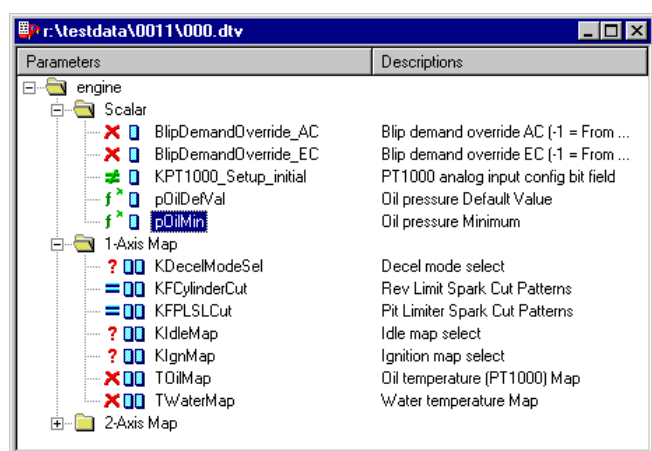 r:\testdata\0011\000.dtv
Parameters Descriptions
engine
Scalar
BlipDemandOverride_AC Blip demand override AC (-1 = From ...
BlipDemandOverride_EC Blip demand override EC (-1 = From ...
KPT1000_Setup_initial PT1000 analog input config bit field
pOilDefVal Oil pressure Default Value
pOilMin Oil pressure Minimum
1-Axis Map
KDecelModeSel Decel mode select
KFCylinderCut Rev Limit Spark Cut Patterns
KFPLSLCut Pit Limiter Spark Cut Patterns
KIdleMap Idle map select
KIgnMap Ignition map select
TOilMap Oil temperature (PT1000) Map
TWaterMap Water temperature Map
2-Axis Map